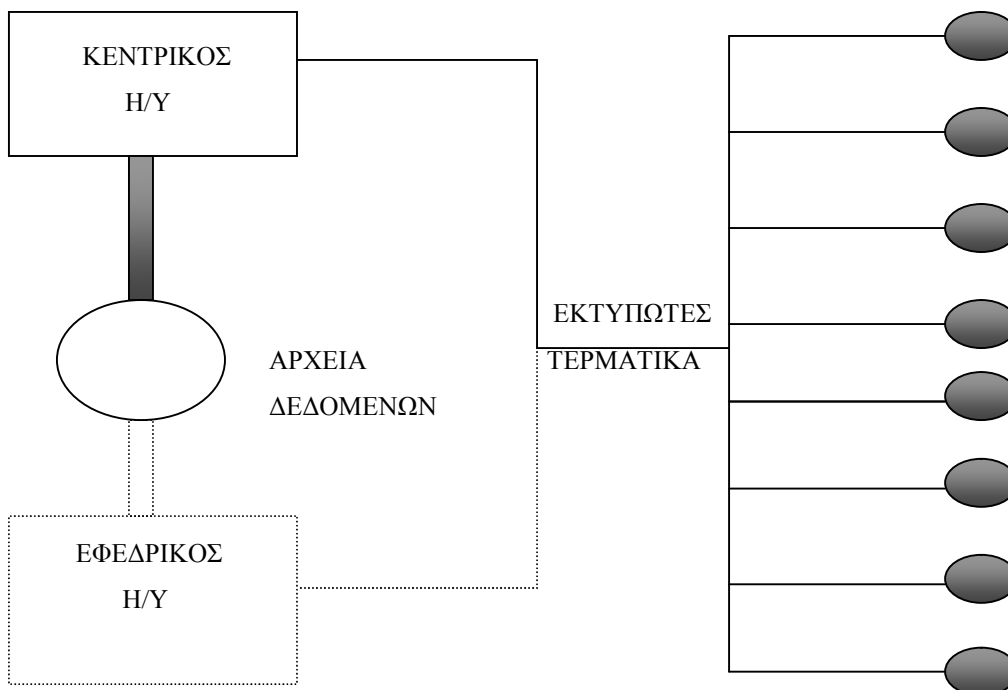 ΚΕΝΤΡΙΚΟΣ
Η/Υ
ΕΚΤΥΠΩΤΕΣ
ΤΕΡΜΑΤΙΚΑ
ΑΡΧΕΙΑ
ΔΕΔΟΜΕΝΩΝ
ΕΦΕΔΡΙΚΟΣ
Η/Υ